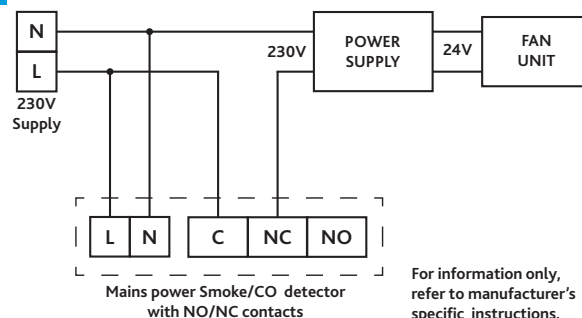 N
L
230V
Supply
230V
POWER
SUPPLY
24V
FAN
UNIT
L N C NC NO
Mains power Smoke/CO detector
with NO/NC contacts
For information only,
refer to manufacturer's
specific instructions.